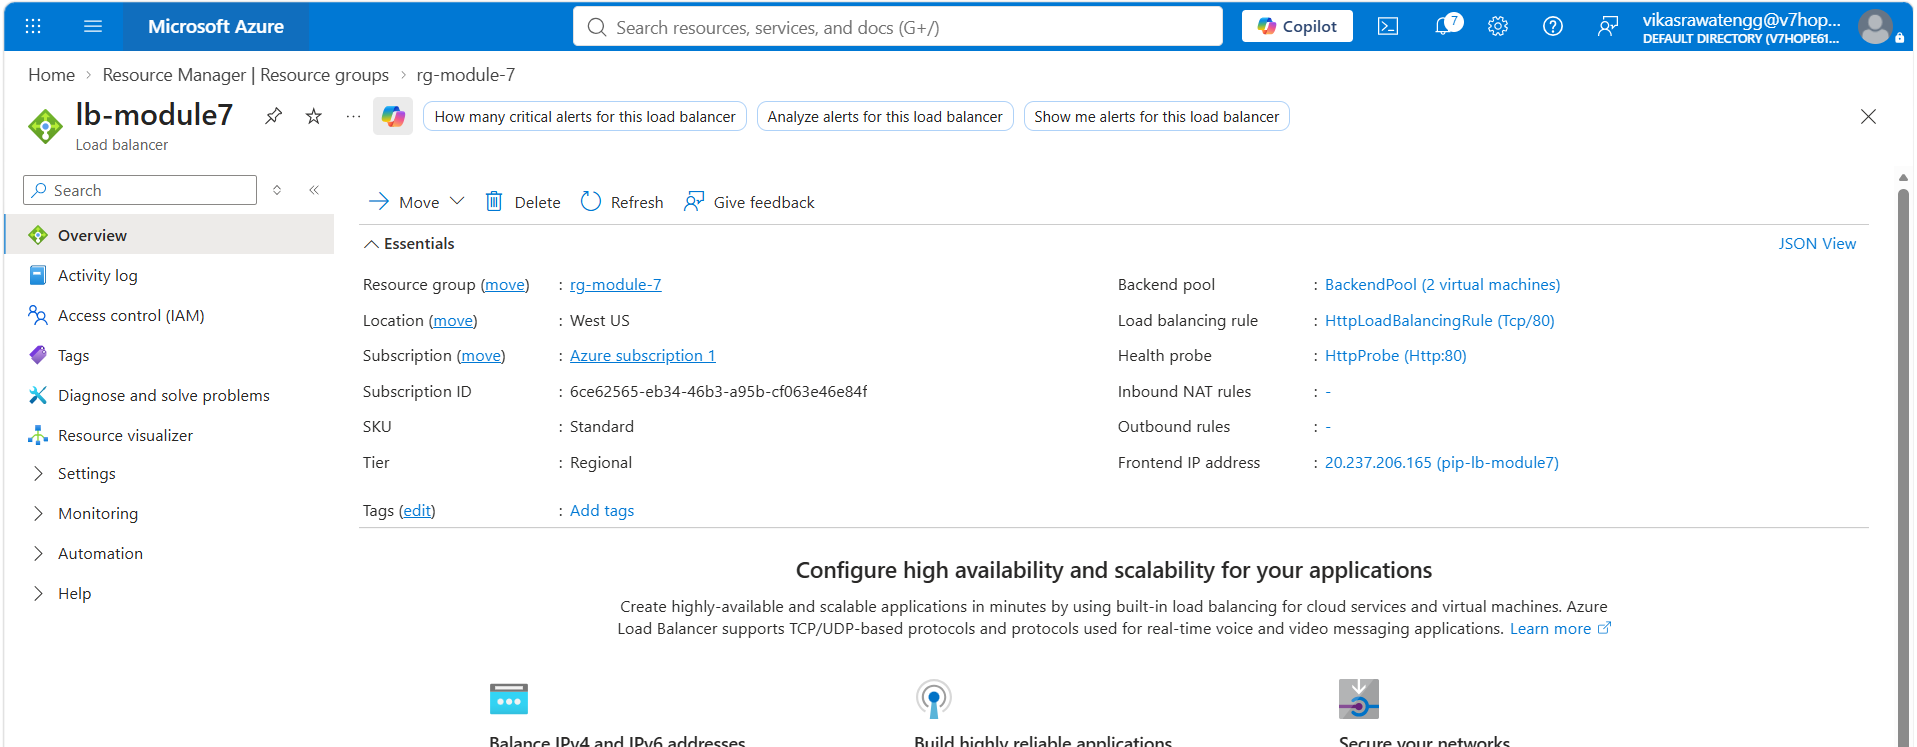 Microsoft Azure
Search resources, services, and docs (G+/)
Copilot
7
vikasrawatengg@v7hop...
DEFAULT DIRECTORY (V7HOPE61...
Home > Resource Manager | Resource groups > rg-module-7
lb-module7
Load balancer
How many critical alerts for this load balancer
Analyze alerts for this load balancer
Show me alerts for this load balancer
Search
Overview
Activity log
Access control (IAM)
Tags
Diagnose and solve problems
Resource visualizer
Settings
Monitoring
Automation
Help
Move
Delete
Refresh
Give feedback
Essentials
JSON View
Resource group (move) : rg-module-7
Location (move) : West US
Subscription (move) : Azure subscription 1
Subscription ID : 6ce62565-eb34-46b3-a95b-cf063e46e84f
SKU : Standard
Tier : Regional
Backend pool : BackendPool (2 virtual machines)
Load balancing rule : HttpLoadBalancingRule (Tcp/80)
Health probe : HttpProbe (Http:80)
Inbound NAT rules : -
Outbound rules : -
Frontend IP address : 20.237.206.165 (pip-lb-module7)
Tags (edit) : Add tags
Configure high availability and scalability for your applications
Create highly-available and scalable applications in minutes by using built-in load balancing for cloud services and virtual machines. Azure
Load Balancer supports TCP/UDP-based protocols and protocols used for real-time voice and video messaging applications. Learn more
Balance IPv4 and IPv6 addresses
Build highly reliable applications
Secure your networks